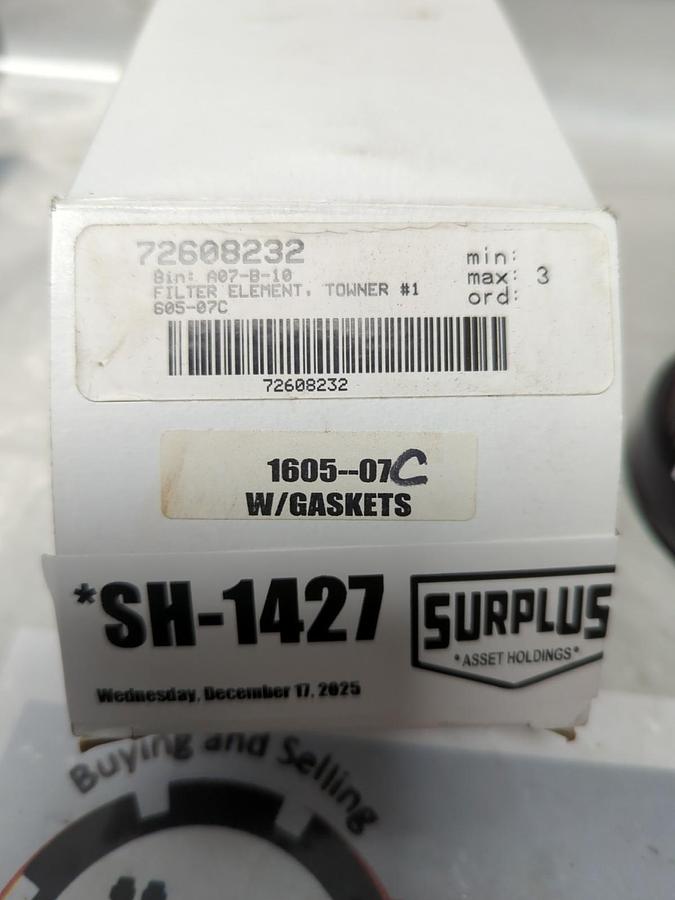 72608232
Bin: A07-B-10
FILTER ELEMENT, TOWNER #1
605-07C
min:
max: 3
ord:
72608232
1605--07C
W/GASKETS
*SH-1427
Wednesday, December 17, 2025
SURPLUS
*ASSET HOLDINGS*
Buying and Selling